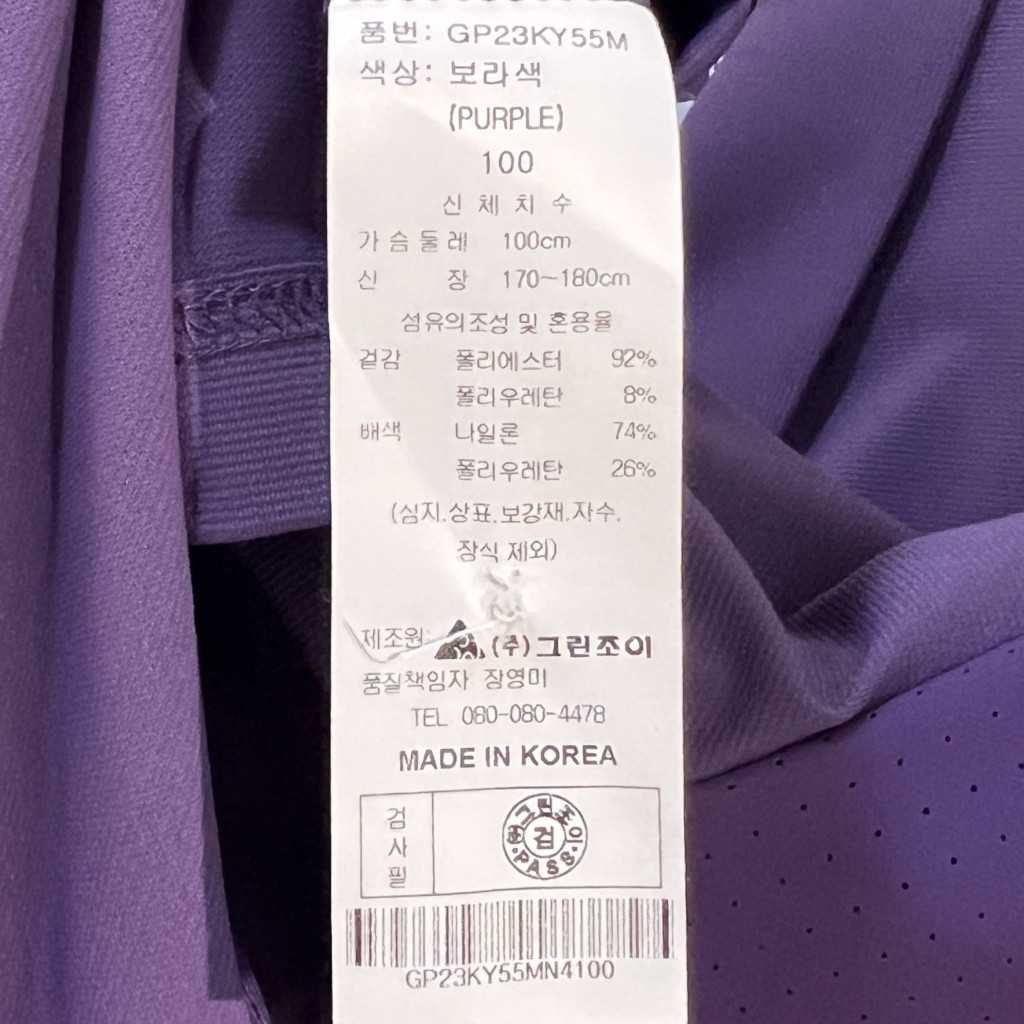 품번: GP23KY55M
색상: 보라색
(PURPLE)
100
신 체 치 수
가 슴 둘 레 100cm
신 장 170~180cm
섬유의조성 및 혼용율
겉감 폴리에스터 92%
폴리우레탄 8%
배색 나일론 74%
폴리우레탄 26%
(심지.상표.보강재.자수.
장식 제외)
제조원: (주)그린조이
품질책임자 장영미
TEL 080-080-4478
MADE IN KOREA
검사필
그린조이
검
PASS
GP23KY55MN4100